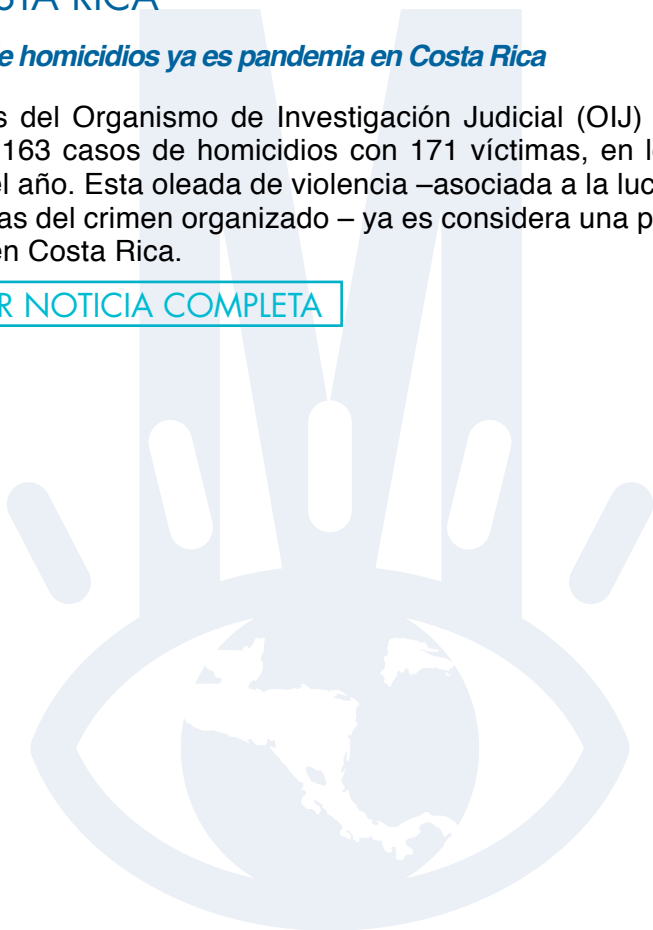 STA RICA
e homicidios ya es pandemia en Costa Rica
s del Organismo de Investigación Judicial (OIJ)
163 casos de homicidios con 171 víctimas, en l
el año. Esta oleada de violencia –asociada a la luc
as del crimen organizado – ya es considera una p
en Costa Rica.
R NOTICIA COMPLETA